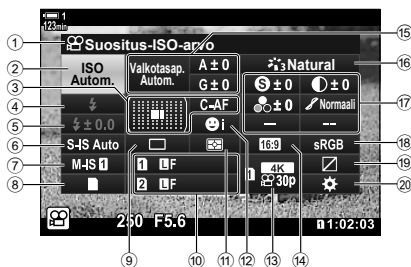 1
123min
① Suositus-ISO-arvo
② ISO Autom.
Valkotasap. Autom.
A±0
G±0
⑮
3 Natural ⑯
③
C-AF
S ±0
±0
④
i
±0
Normaali ⑰
⑤ ±0.0
— --
⑥ S-IS Auto
16:9
sRGB ⑱
⑦ M-IS 1
1 LF
4K
30p
⑲
⑧
2 LF
⑳
250 F5.6
1 1:02:03
⑨ ⑩ ⑪ ⑫ ⑬ ⑭